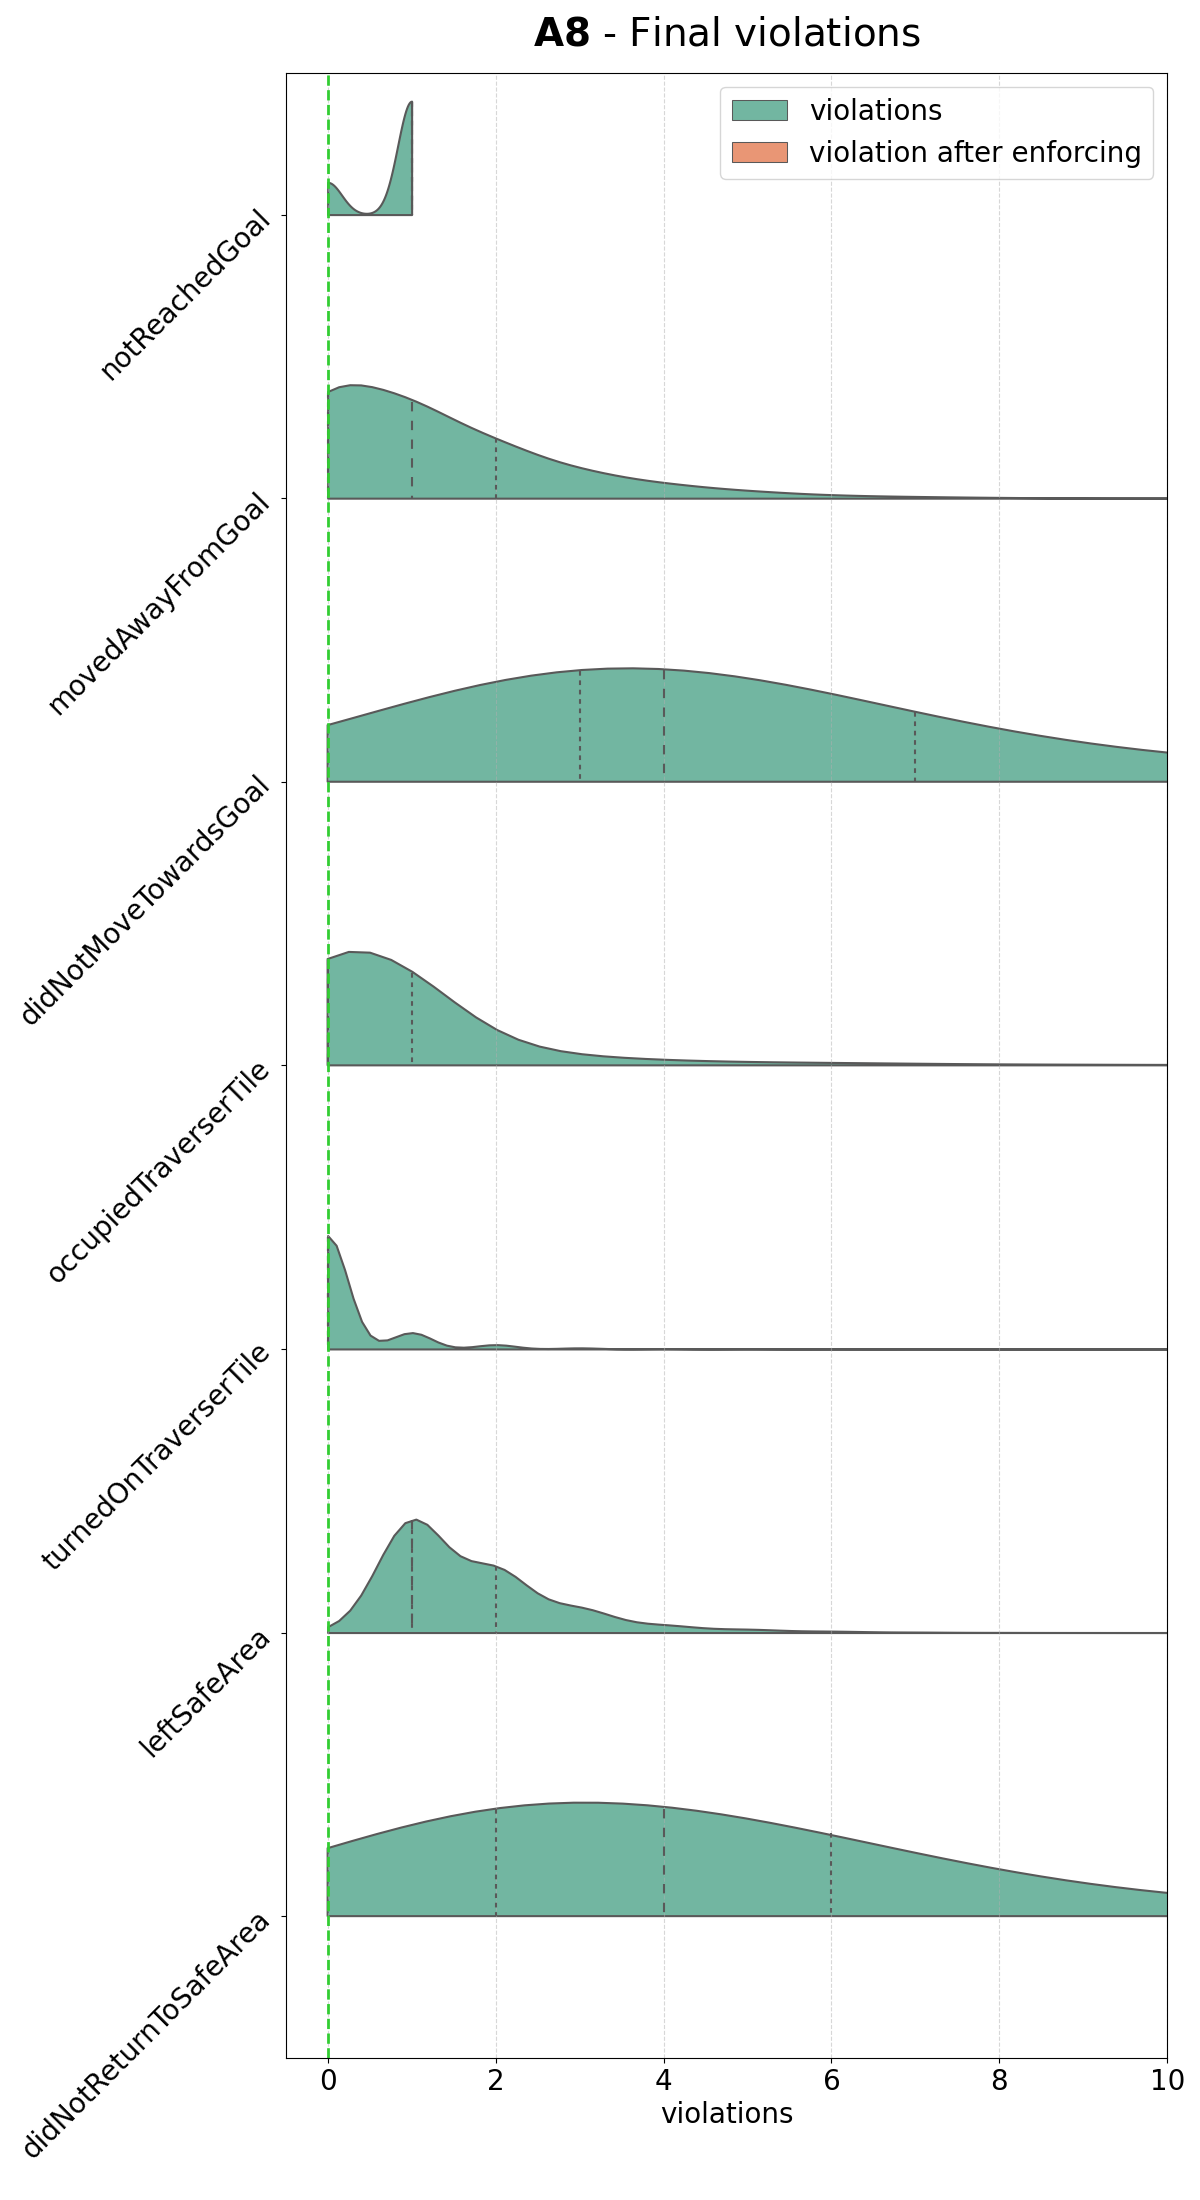 A8 - Final violations
violations
violation after enforcing
notReachedGoal
movedAwayFromGoal
didNotMoveTowardsGoal
occupiedTraverserTile
turnedOnTraverserTile
leftSafeArea
didNotReturnToSafeArea
0 2 4 6 8 10
violations